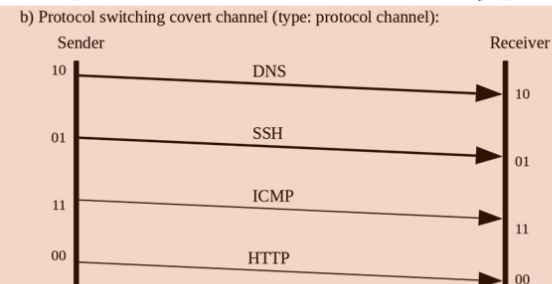 b) Protocol switching covert channel (type: protocol channel):
Sender Receiver
10 DNS
10
01 SSH
01
11 ICMP
11
00 HTTP
00